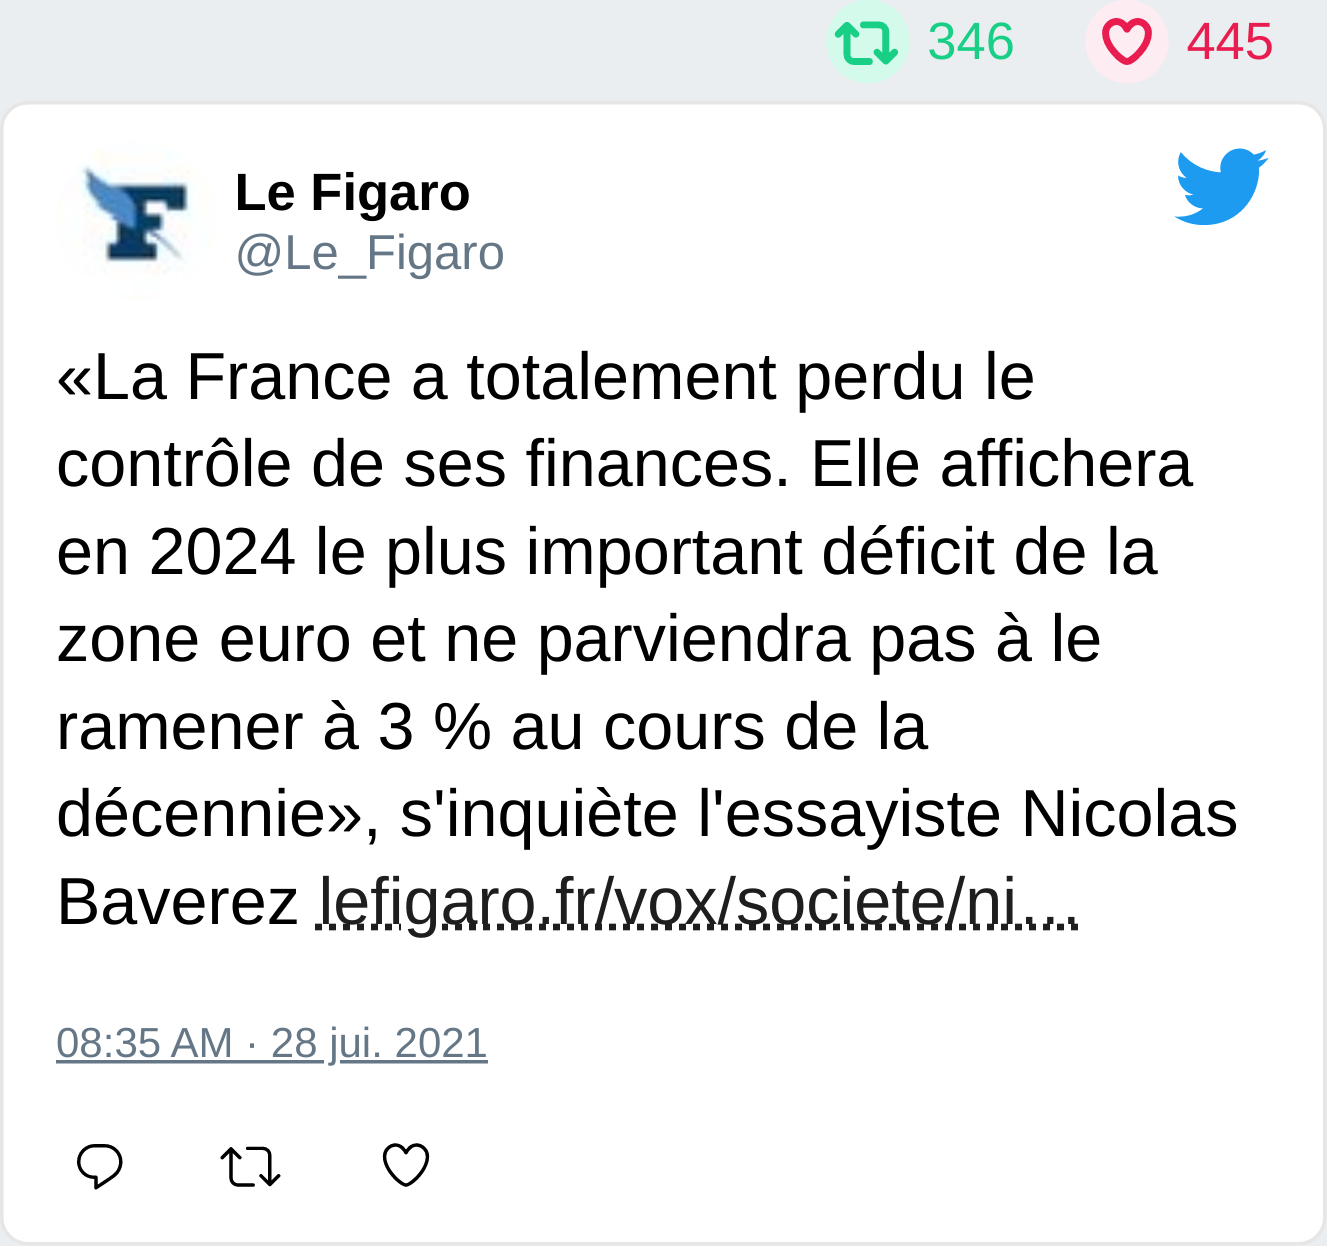 346 445
Le Figaro
@Le_Figaro
«La France a totalement perdu le
contrôle de ses finances. Elle affichera
en 2024 le plus important déficit de la
zone euro et ne parviendra pas à le
ramener à 3 % au cours de la
décennie», s'inquiète l'essayiste Nicolas
Baverez lefigaro.fr/vox/societe/ni…
08:35 AM · 28 jui. 2021